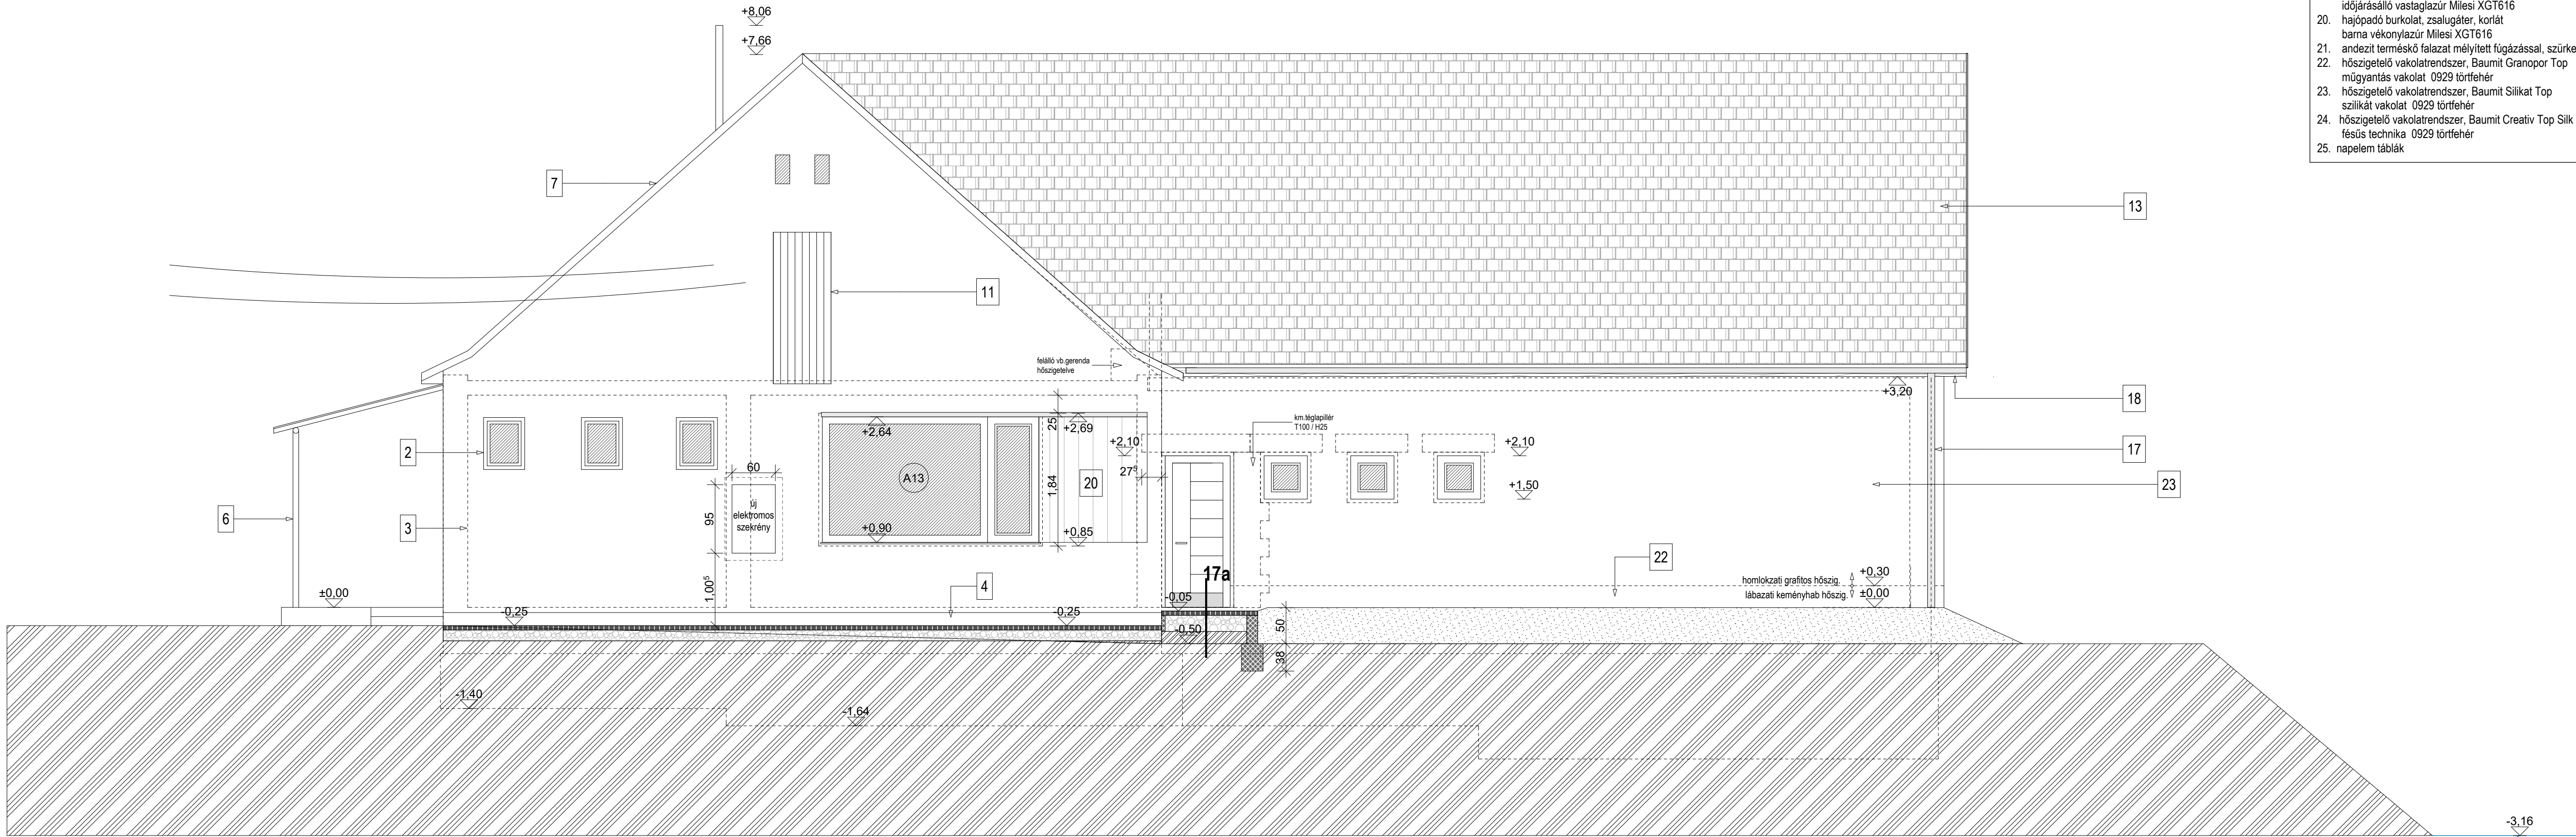 időjárásálló vastaglazúr Milesi XGT616
20. hajópadó burkolat, zsalugáter, korlát
barna vékonylazúr Milesi XGT616
21. andezit terméskő falazat mélyített fúgázással, szürke
22. hőszigetelő vakolatrendszer, Baumit Granopor Top
műgyantás vakolat 0929 törtfehér
23. hőszigetelő vakolatrendszer, Baumit Silikat Top
szilikát vakolat 0929 törtfehér
24. hőszigetelő vakolatrendszer, Baumit Creativ Top Silk
fésűs technika 0929 törtfehér
25. napelem táblák
+8,06
+7,66
7
13
11
felálló vb.gerenda
hőszigetelve
+3,20
18
km.téglapillér
T100 / H25
25
+2,64
+2,69
+2,10
+2,10
2
17
60
A13
1,84
20
27⁵
+1,50
23
95
új
elektromos
szekrény
6
3
+0,90
+0,85
22
17a
homlokzati grafitos hőszig.
+0,30
lábazati keményhab hőszig.
±0,00
4
1,00⁵
±0,00
-0,25
-0,25
-0,05
-0,50
50
38
-1,40
-1,64
-3,16